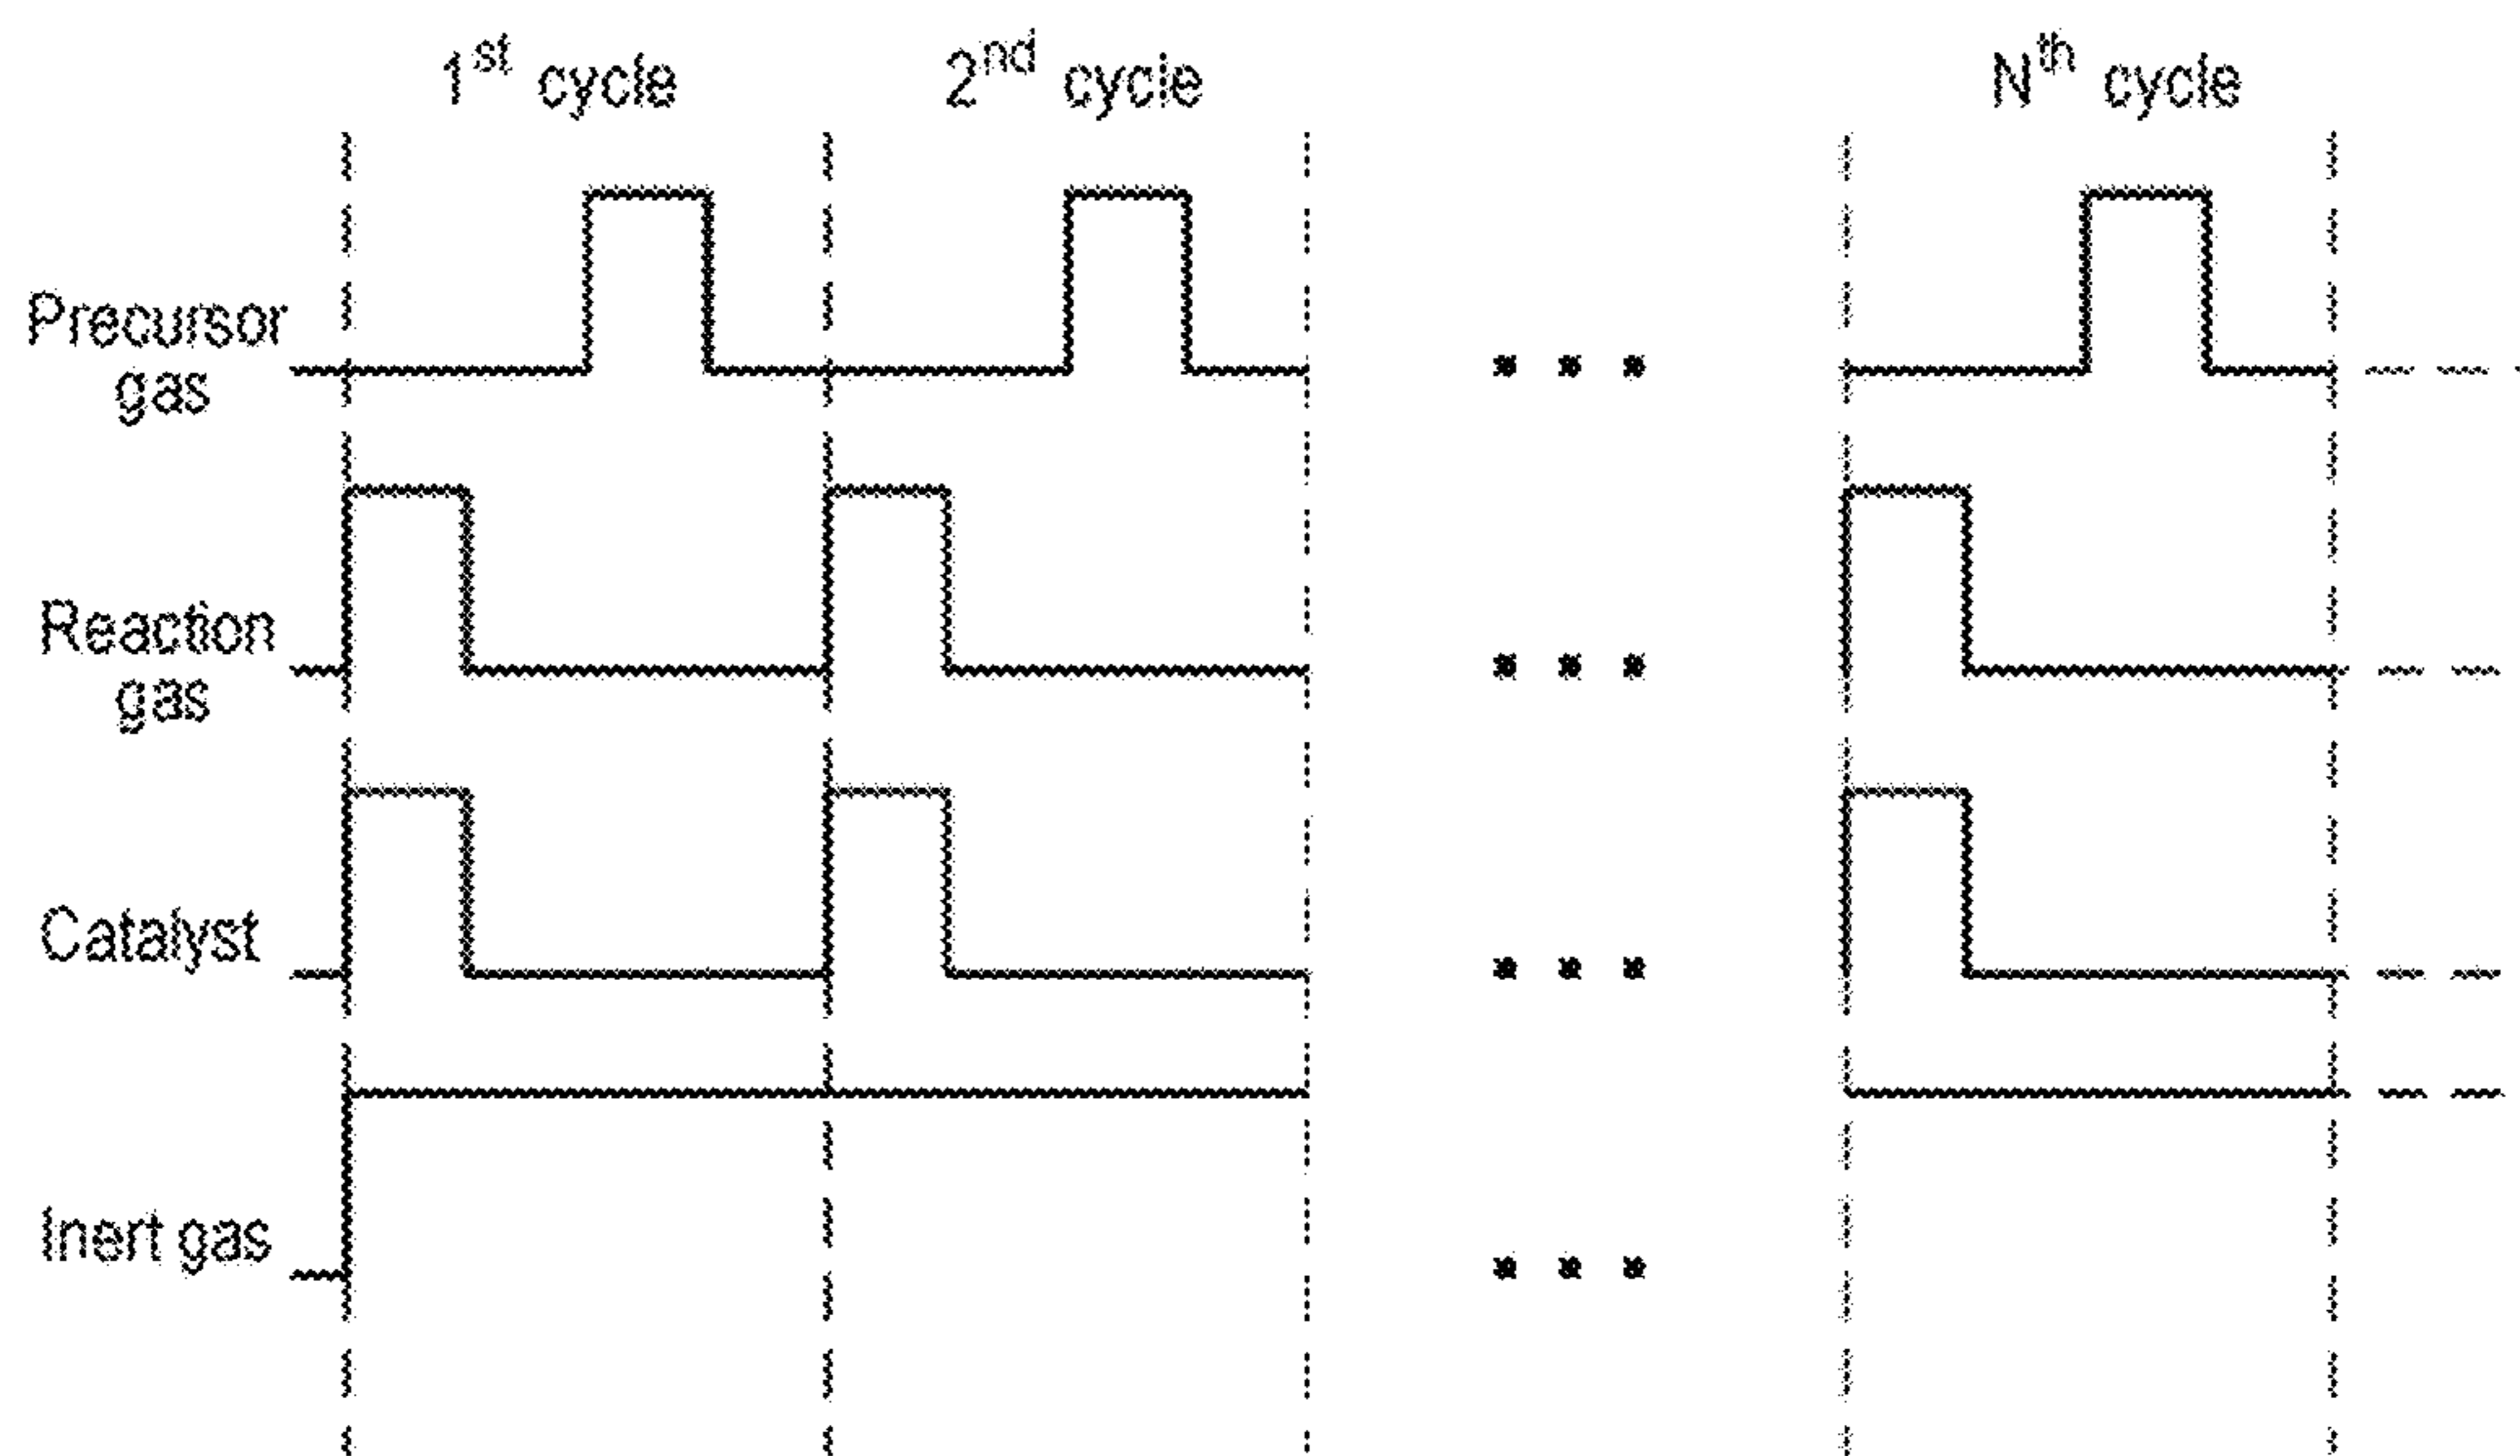 1st cycle
2nd cycle
Nth cycle
Precursor
gas
Reaction
gas
Catalyst
Inert gas